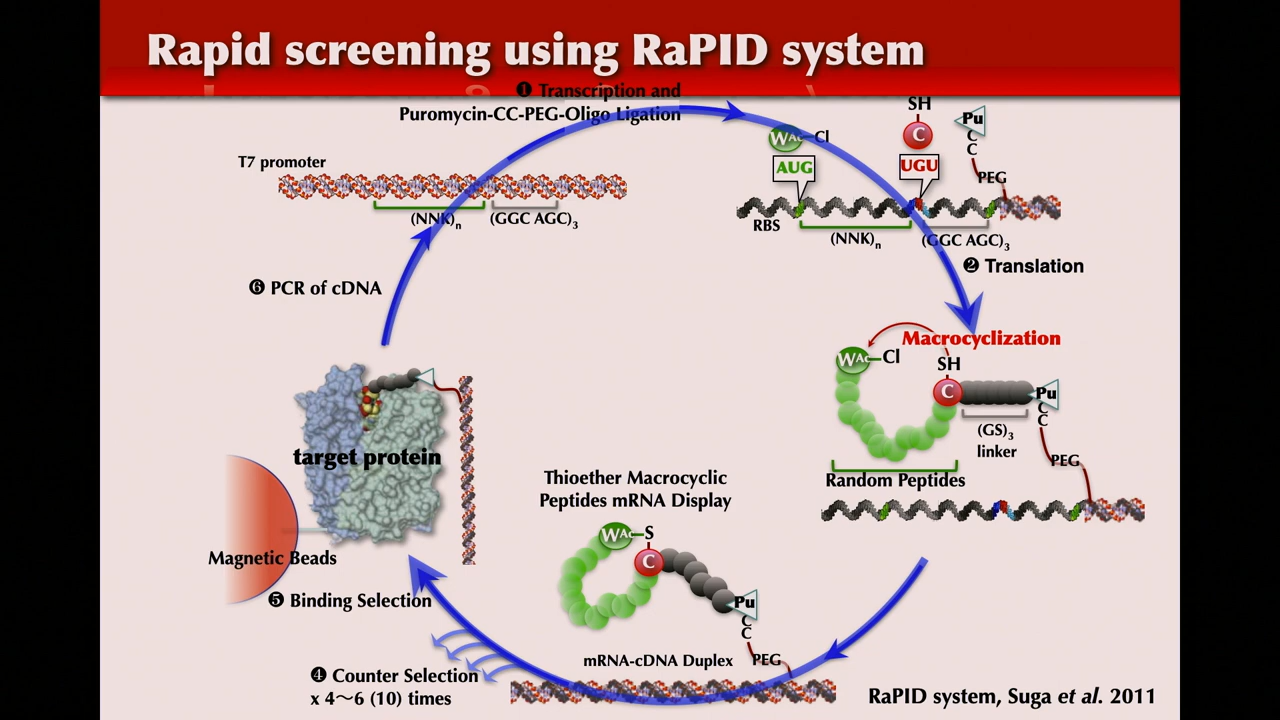 Rapid screening using RaPID system
❶ Transcription and
Puromycin-CC-PEG-Oligo Ligation
T7 promoter
(NNK)n
(GGC AGC)3
WAc
Cl
AUG
SH
C
UGU
Pu
C
C
PEG
RBS
(NNK)n
(GGC AGC)3
❷ Translation
❻ PCR of cDNA
Macrocyclization
WAc
Cl
SH
C
Pu
C
C
(GS)3
linker
PEG
Random Peptides
target protein
Magnetic Beads
❺ Binding Selection
Thioether Macrocyclic
Peptides mRNA Display
WAc
S
C
Pu
C
C
mRNA-cDNA Duplex
PEG
❹ Counter Selection
x 4〜6 (10) times
RaPID system, Suga et al. 2011